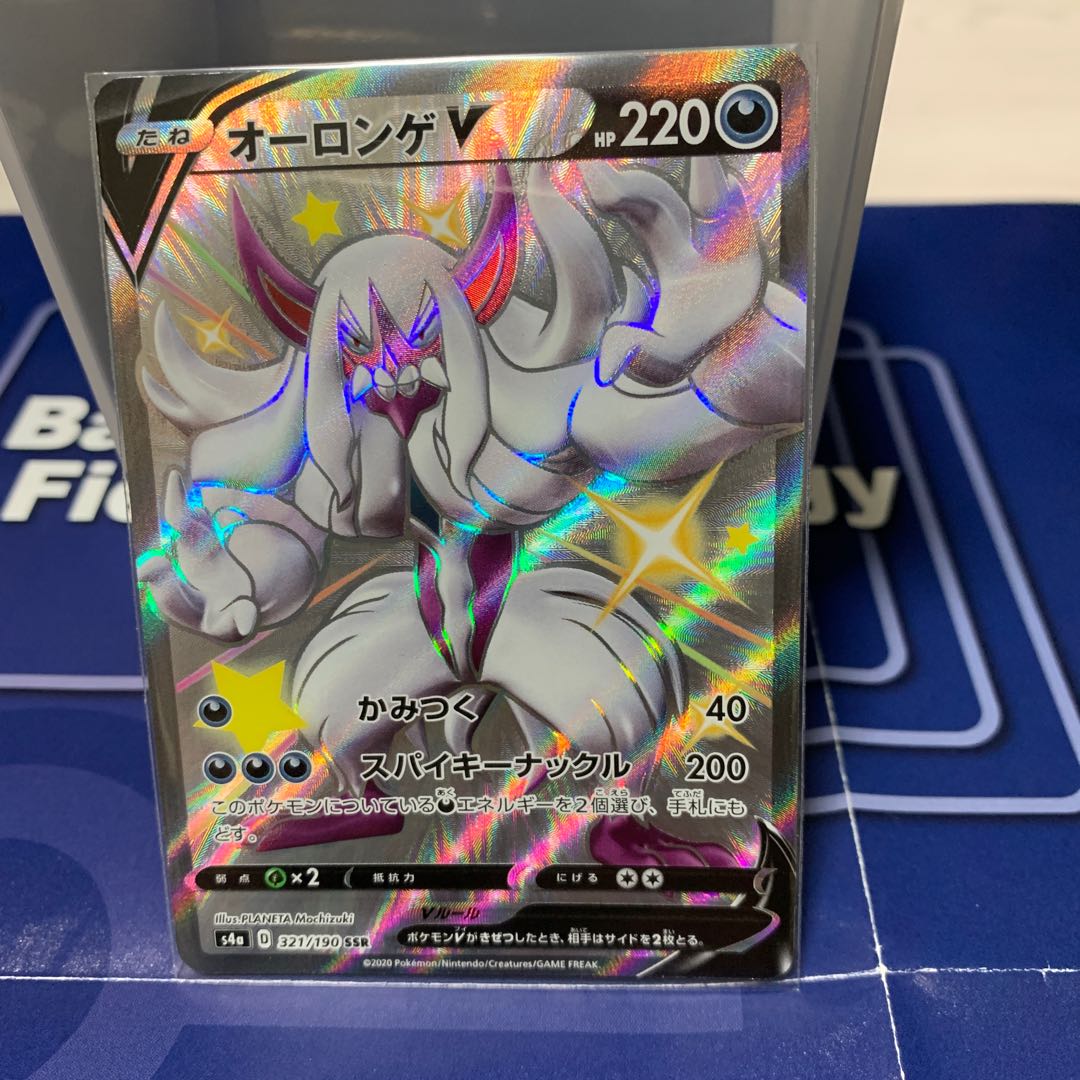 たね オーロンゲV HP 220
Ba
Fie
ay
かみつく 40
スパイキーナックル 200
このポケモンについているエネルギーを2個選び、手札にも
どす。
弱点 ×2 抵抗力 にげる
Illus.PLANETA Mochizuki
Vルール
s4a D 321/190 SSR
ポケモンVがきぜつしたとき、相手はサイドを2枚とる。
©2020 Pokémon/Nintendo/Creatures/GAME FREAK